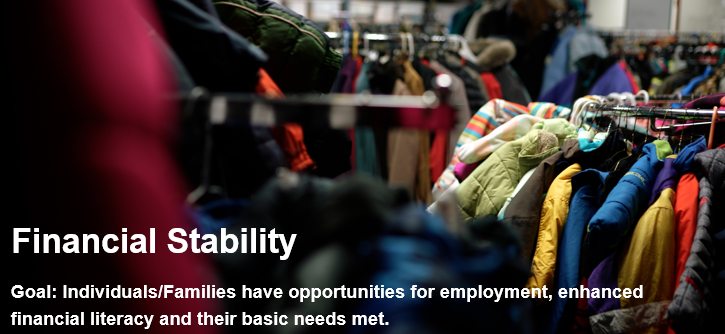 Financial Stability
Goal: Individuals/Families have opportunities for employment, enhanced
financial literacy and their basic needs met.